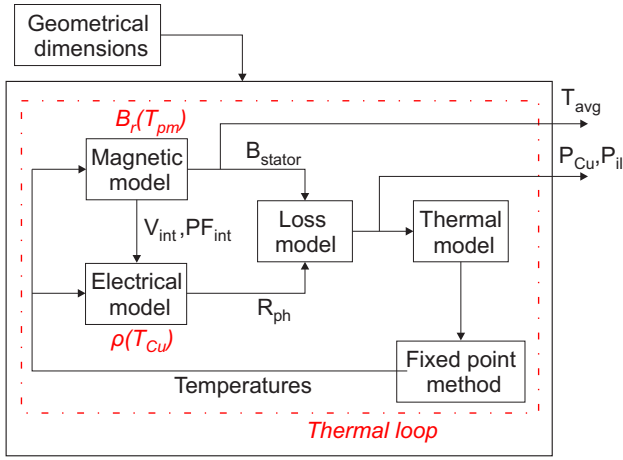 Geometrical
dimensions
T_avg
B_r(T_pm)
Magnetic
model
B_stator
P_Cu,P_il
Loss
model
Thermal
model
V_int,PF_int
Electrical
model
R_ph
ρ(T_Cu)
Fixed point
method
Temperatures
Thermal loop